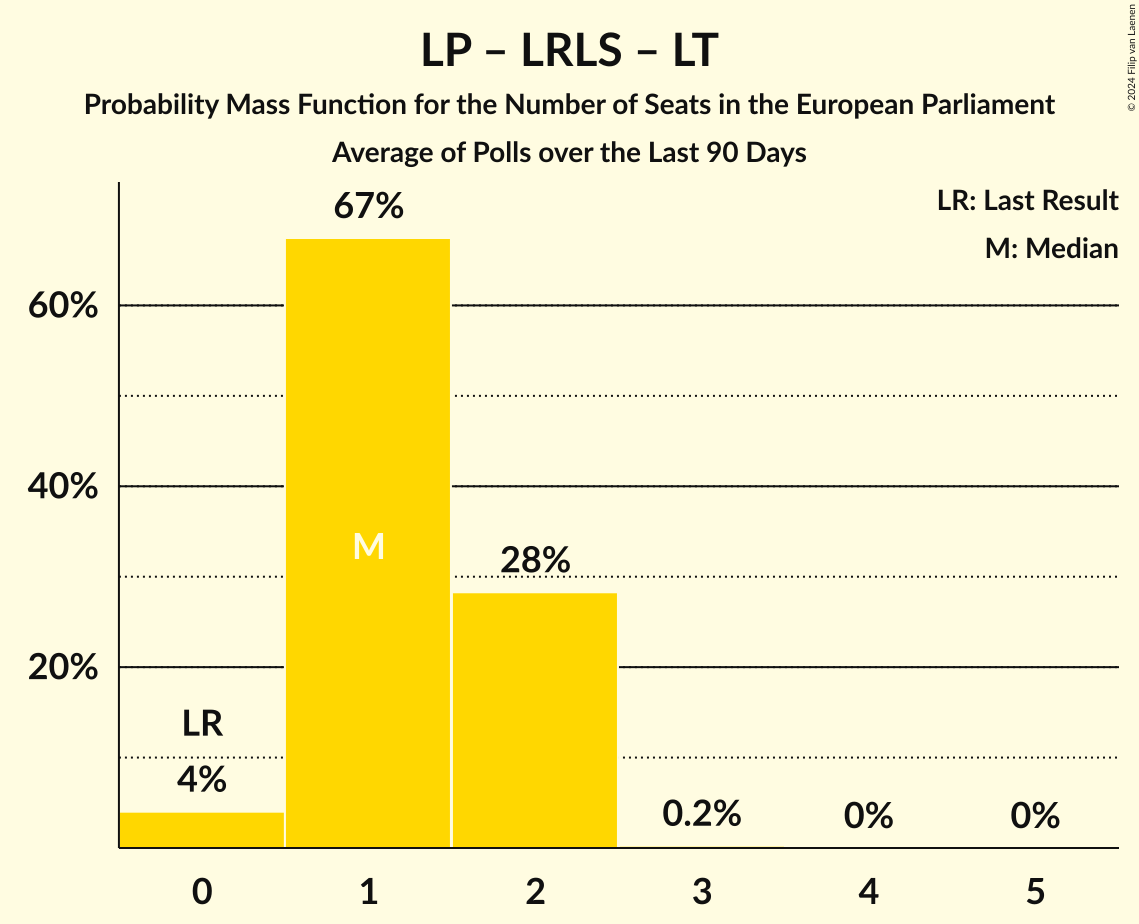 LP – LRLS – LT
Probability Mass Function for the Number of Seats in the European Parliament
Average of Polls over the Last 90 Days
© 2024 Filip van Laenen
LR: Last Result
M: Median
60%
40%
20%
67%
M
28%
LR
4%
0.2%
0%
0%
0
1
2
3
4
5